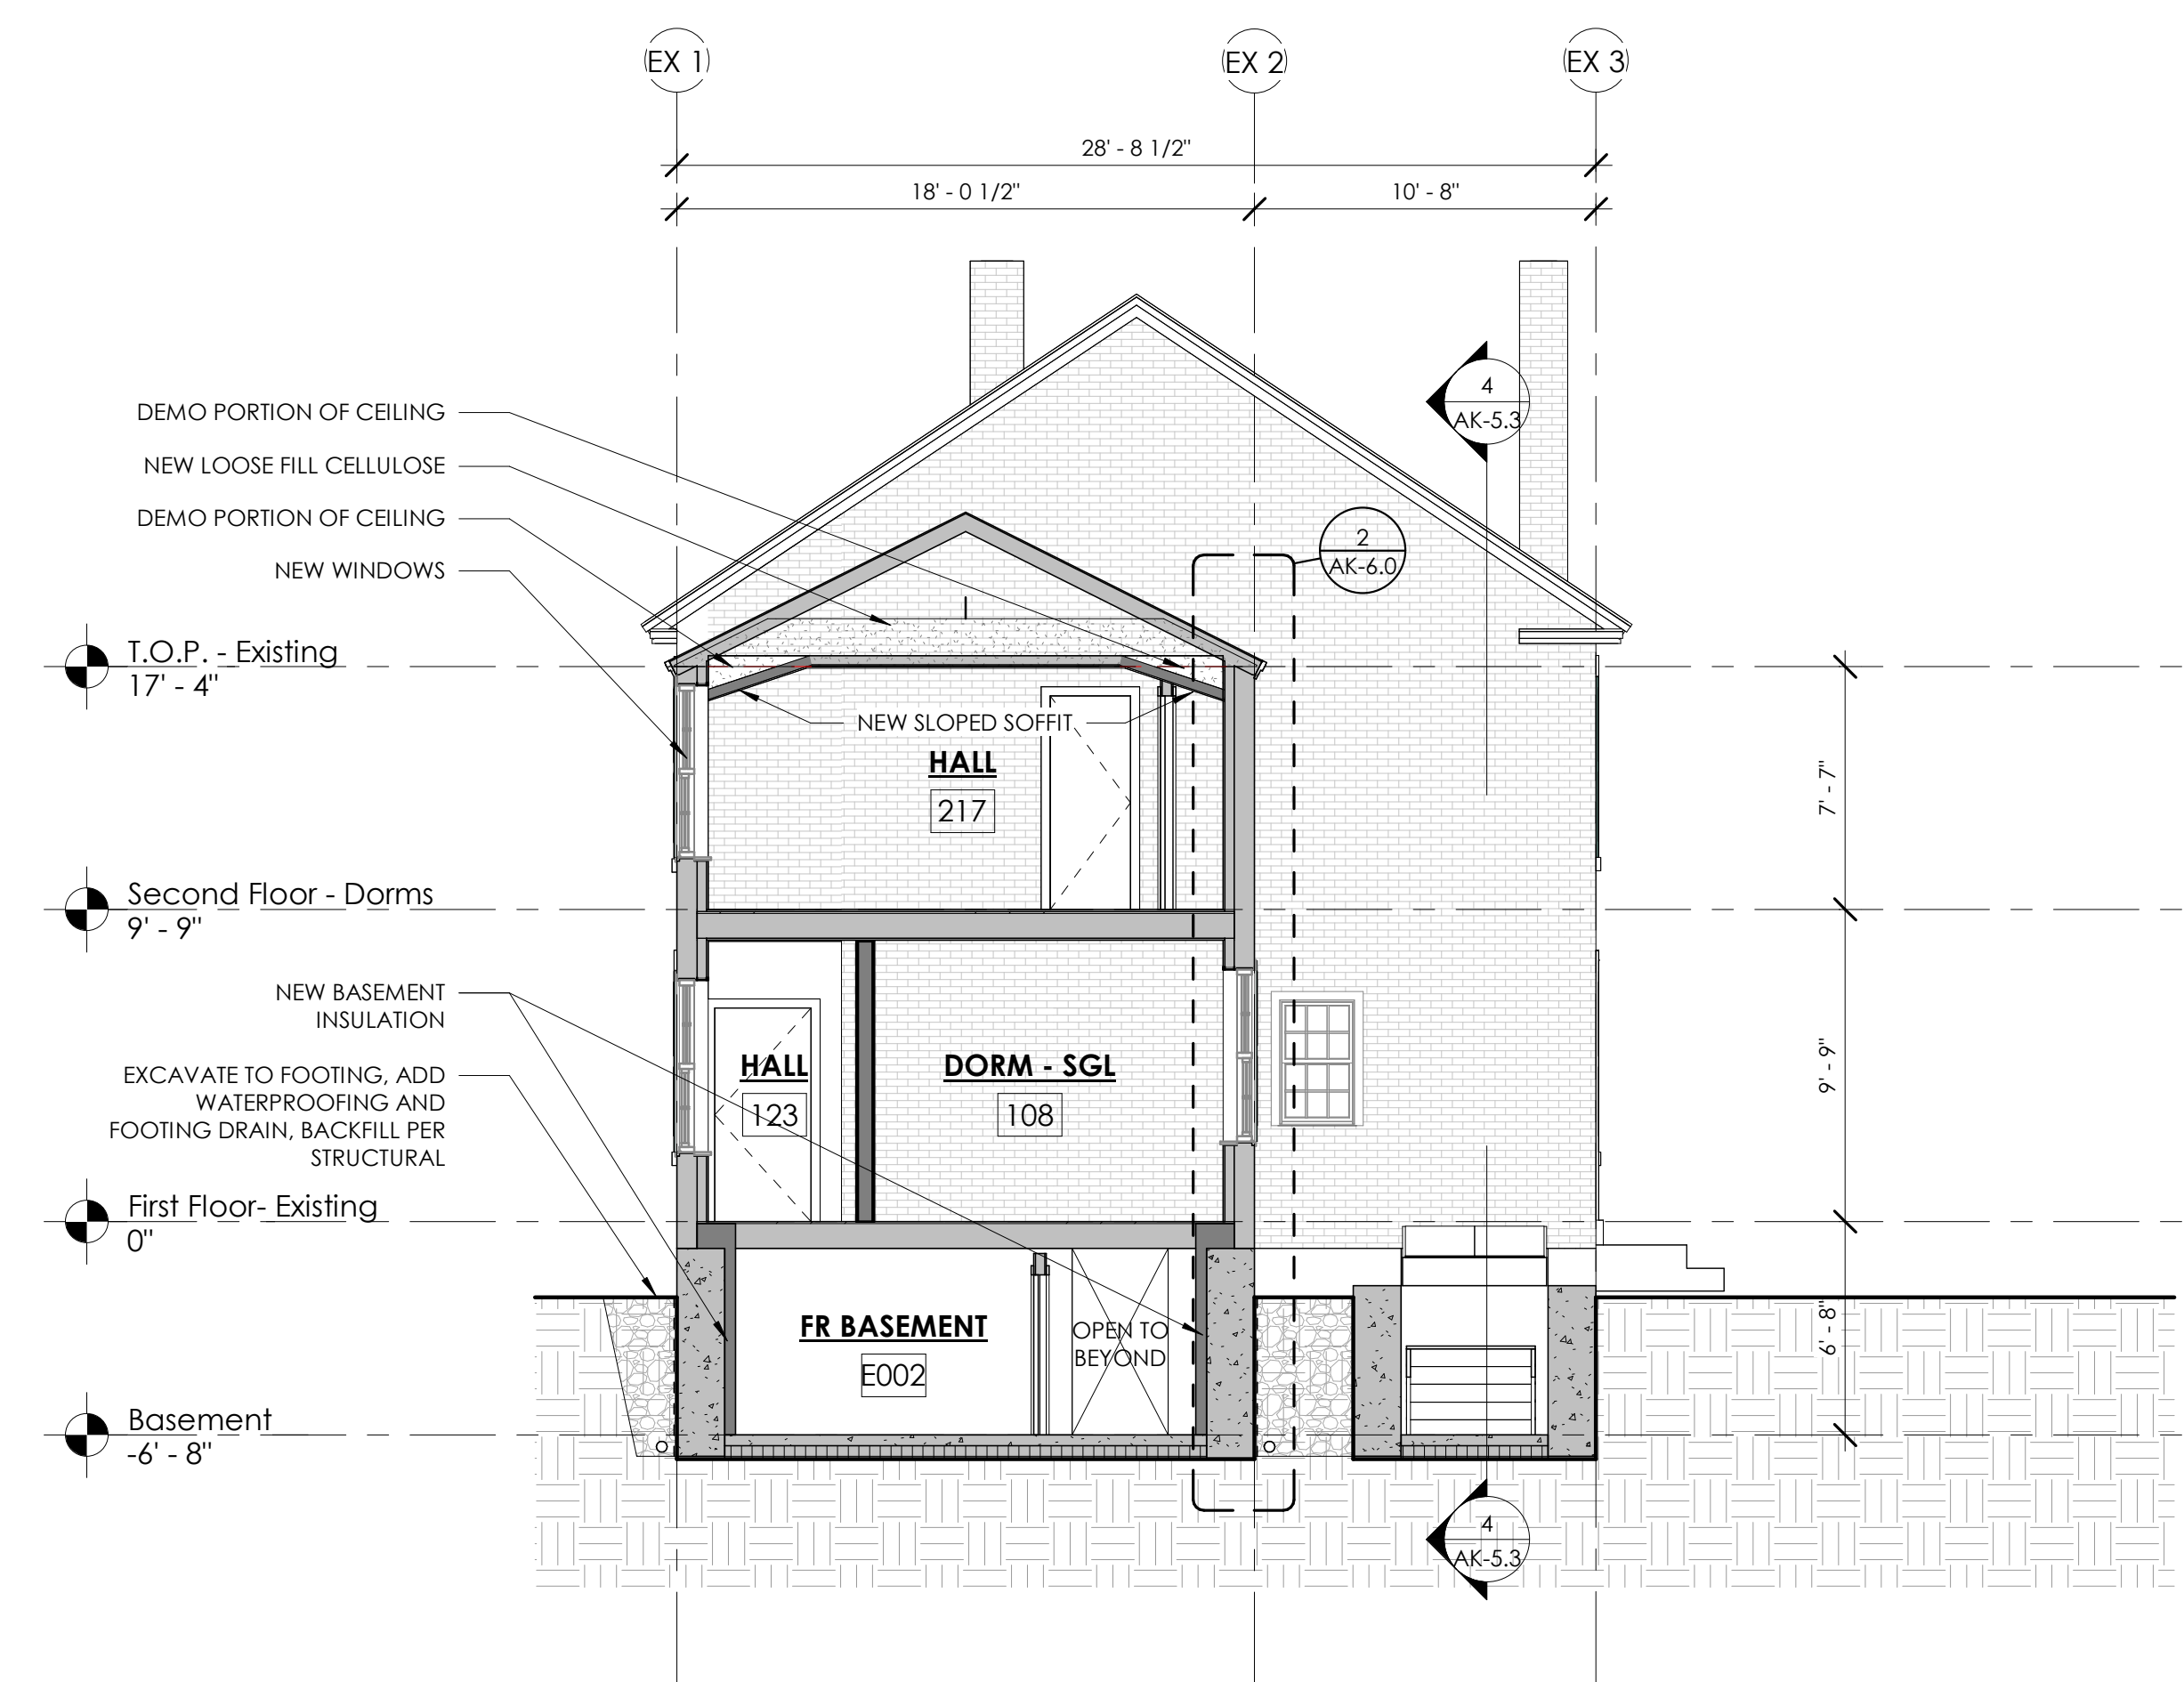 EX 1
EX 2
EX 3
28' - 8 1/2"
18' - 0 1/2"
10' - 8"
DEMO PORTION OF CEILING
NEW LOOSE FILL CELLULOSE
DEMO PORTION OF CEILING
NEW WINDOWS
4
AK-5.3
2
AK-6.0
T.O.P. - Existing
17' - 4"
NEW SLOPED SOFFIT
HALL
217
7' - 7"
Second Floor - Dorms
9' - 9"
NEW BASEMENT
INSULATION
EXCAVATE TO FOOTING, ADD
WATERPROOFING AND
FOOTING DRAIN, BACKFILL PER
STRUCTURAL
HALL
123
DORM - SGL
108
9' - 9"
First Floor- Existing
0"
FR BASEMENT
E002
OPEN TO
BEYOND
6' - 8"
Basement
-6' - 8"
4
AK-5.3